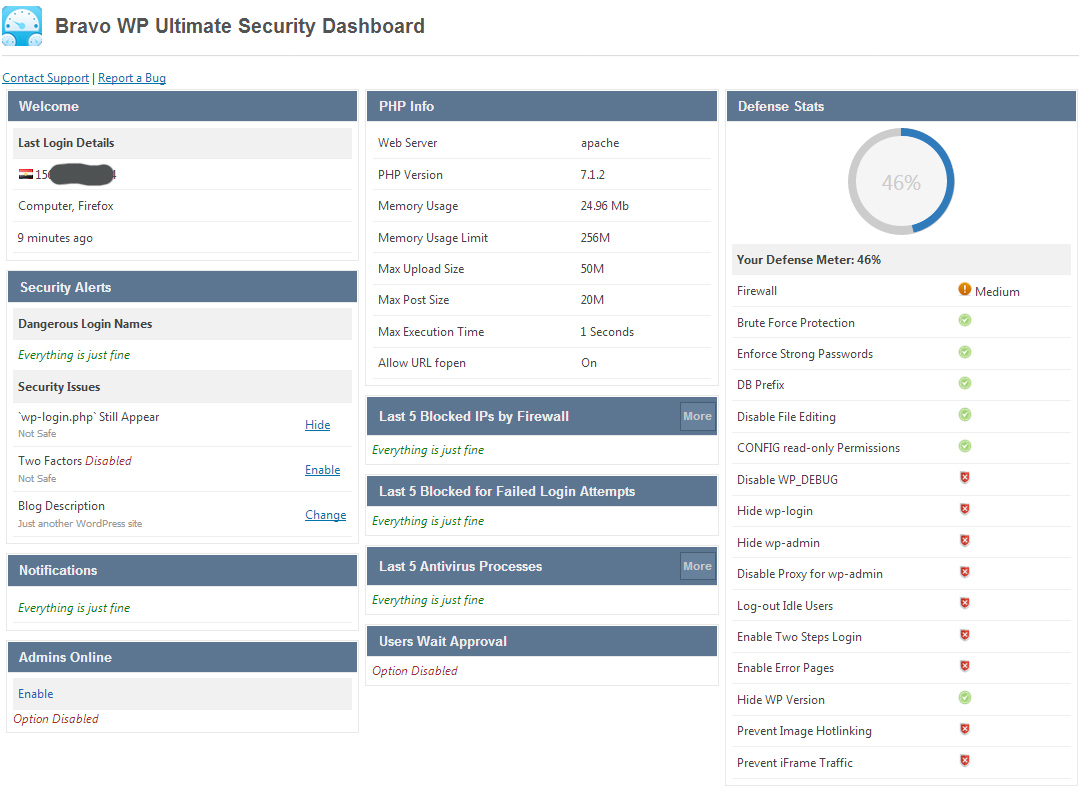 Bravo WP Ultimate Security Dashboard
Contact Support | Report a Bug
Welcome
Last Login Details
Computer, Firefox
9 minutes ago
Security Alerts
Dangerous Login Names
Everything is just fine
Security Issues
`wp-login.php` Still Appear
Not Safe
Hide
Two Factors Disabled
Not Safe
Enable
Blog Description
Just another WordPress site
Change
Notifications
Everything is just fine
Admins Online
Enable
Option Disabled
PHP Info
Web Server apache
PHP Version 7.1.2
Memory Usage 24.96 Mb
Memory Usage Limit 256M
Max Upload Size 50M
Max Post Size 20M
Max Execution Time 1 Seconds
Allow URL fopen On
Last 5 Blocked IPs by Firewall More
Everything is just fine
Last 5 Blocked for Failed Login Attempts
Everything is just fine
Last 5 Antivirus Processes More
Everything is just fine
Users Wait Approval
Option Disabled
Defense Stats
46%
Your Defense Meter: 46%
Firewall Medium
Brute Force Protection
Enforce Strong Passwords
DB Prefix
Disable File Editing
CONFIG read-only Permissions
Disable WP_DEBUG
Hide wp-login
Hide wp-admin
Disable Proxy for wp-admin
Log-out Idle Users
Enable Two Steps Login
Enable Error Pages
Hide WP Version
Prevent Image Hotlinking
Prevent iFrame Traffic